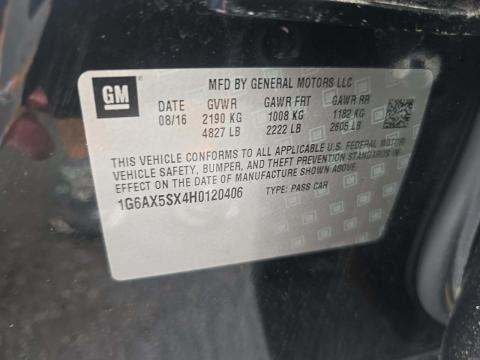 GM
MFD BY GENERAL MOTORS LLC
DATE GVWR GAWR FRT GAWR RR
08/16 2190 KG 1008 KG 1182 KG
4827 LB 2222 LB 2605 LB
THIS VEHICLE CONFORMS TO ALL APPLICABLE U.S. FEDERAL MOTOR
VEHICLE SAFETY, BUMPER, AND THEFT PREVENTION STANDARDS IN
EFFECT ON THE DATE OF MANUFACTURE SHOWN ABOVE.
1G6AX5SX4H0120406 TYPE: PASS CAR